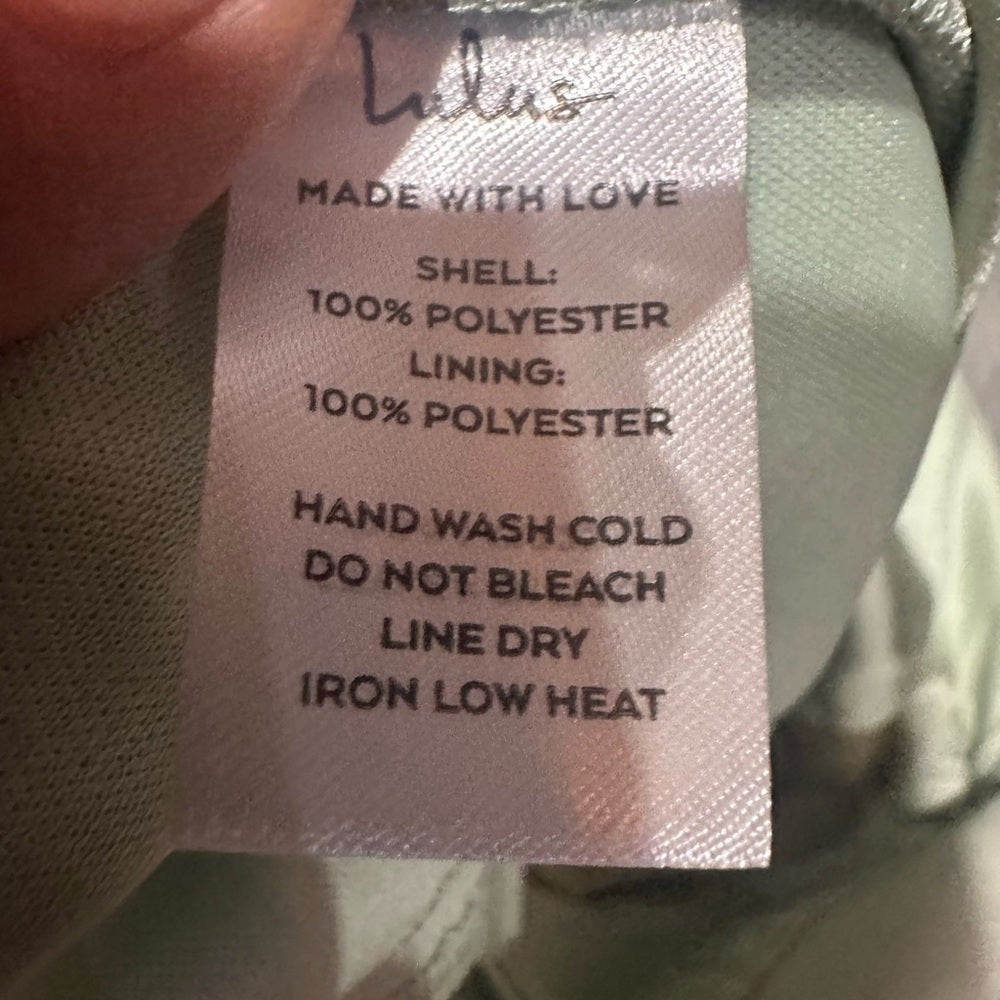 Lulus
MADE WITH LOVE
SHELL:
100% POLYESTER
LINING:
100% POLYESTER
HAND WASH COLD
DO NOT BLEACH
LINE DRY
IRON LOW HEAT